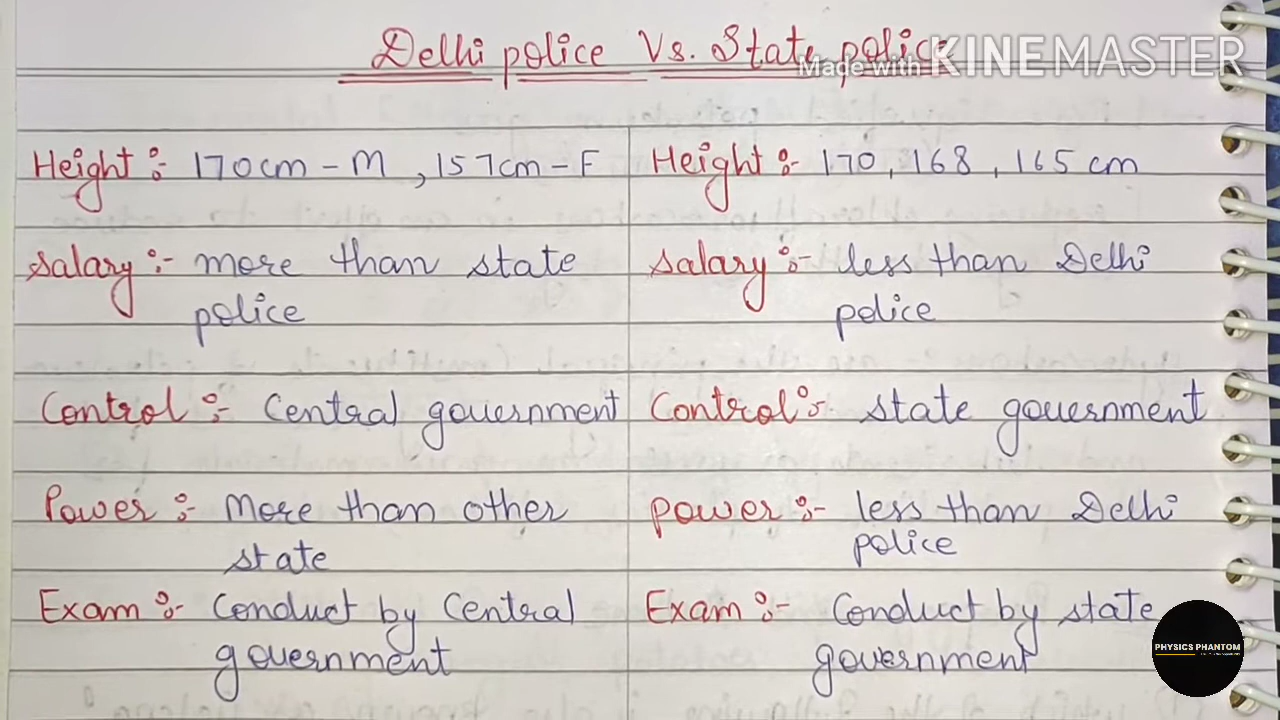 Delhi police Vs. State police
Made with KINEMASTER
Height :- 170cm - M , 157cm - F
Salary :- more than state
police
Control :- Central government
Power :- More than other
state
Exam :- Conduct by Central
government
Height :- 170, 168, 165 cm
Salary :- less than Delhi
police
Control :- state government
Power :- less than Delhi
police
Exam :- Conduct by state
government
PHYSICS PHANTOM